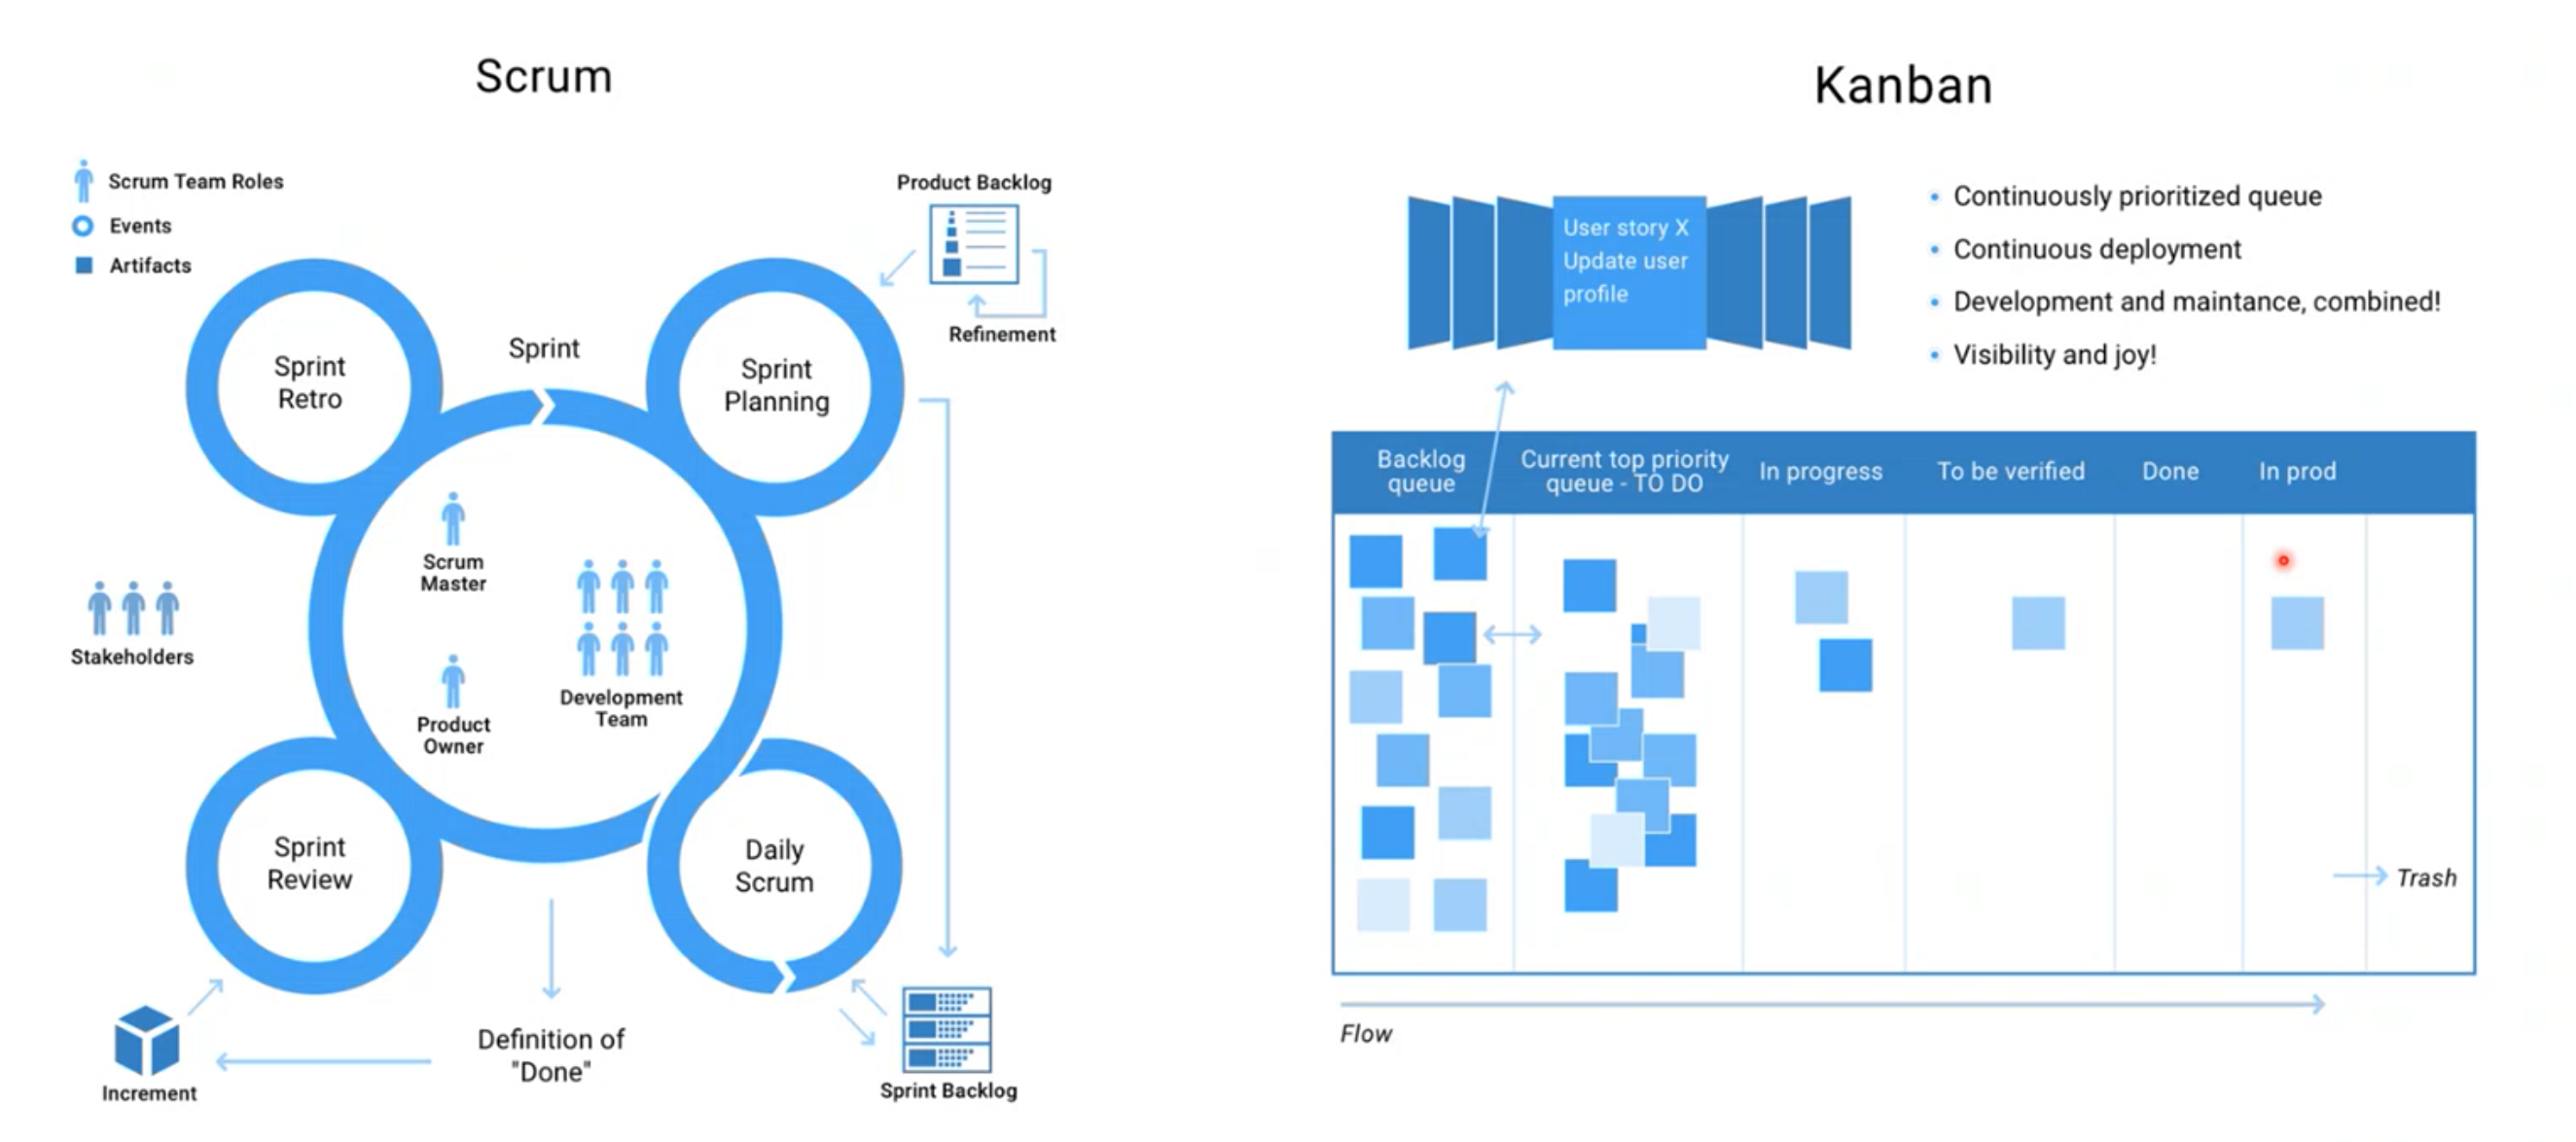 Scrum
Scrum Team Roles
Events
Artifacts
Product Backlog
Refinement
Sprint
Retro
Sprint
Sprint
Planning
Scrum
Master
Product
Owner
Development
Team
Stakeholders
Sprint
Review
Daily
Scrum
Increment
Definition of
"Done"
Sprint Backlog
Kanban
User story X
Update user
profile
Continuously prioritized queue
Continuous deployment
Development and maintance, combined!
Visibility and joy!
Backlog
queue
Current top priority
queue - TO DO
In progress
To be verified
Done
In prod
Trash
Flow